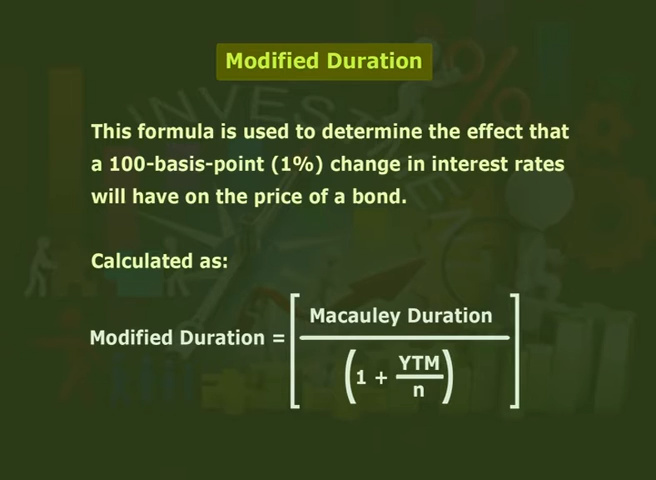 Modified Duration
This formula is used to determine the effect that
a 100-basis-point (1%) change in interest rates
will have on the price of a bond.
Calculated as:
Modified Duration = [ Macauley Duration
(1 + YTM
n) ]